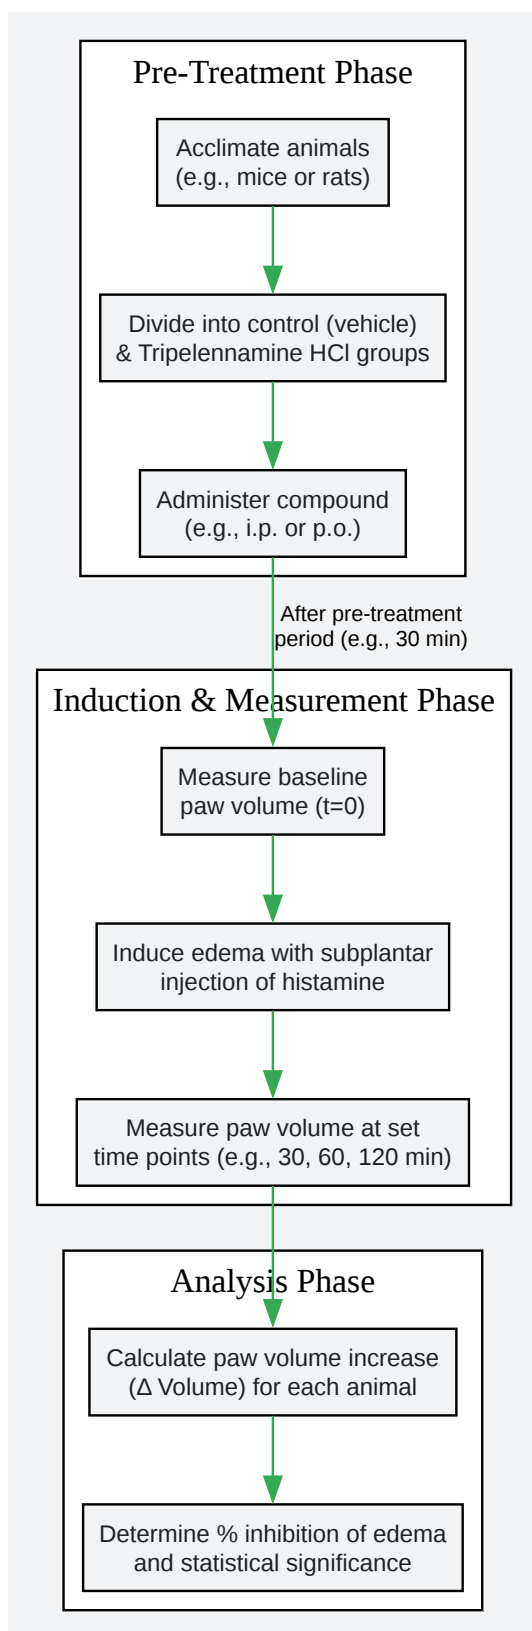 Pre-Treatment Phase
Acclimate animals
(e.g., mice or rats)
Divide into control (vehicle)
& Tripelennamine HCl groups
Administer compound
(e.g., i.p. or p.o.)
After pre-treatment
period (e.g., 30 min)
Induction & Measurement Phase
Measure baseline
paw volume (t=0)
Induce edema with subplantar
injection of histamine
Measure paw volume at set
time points (e.g., 30, 60, 120 min)
Analysis Phase
Calculate paw volume increase
(Δ Volume) for each animal
Determine % inhibition of edema
and statistical significance